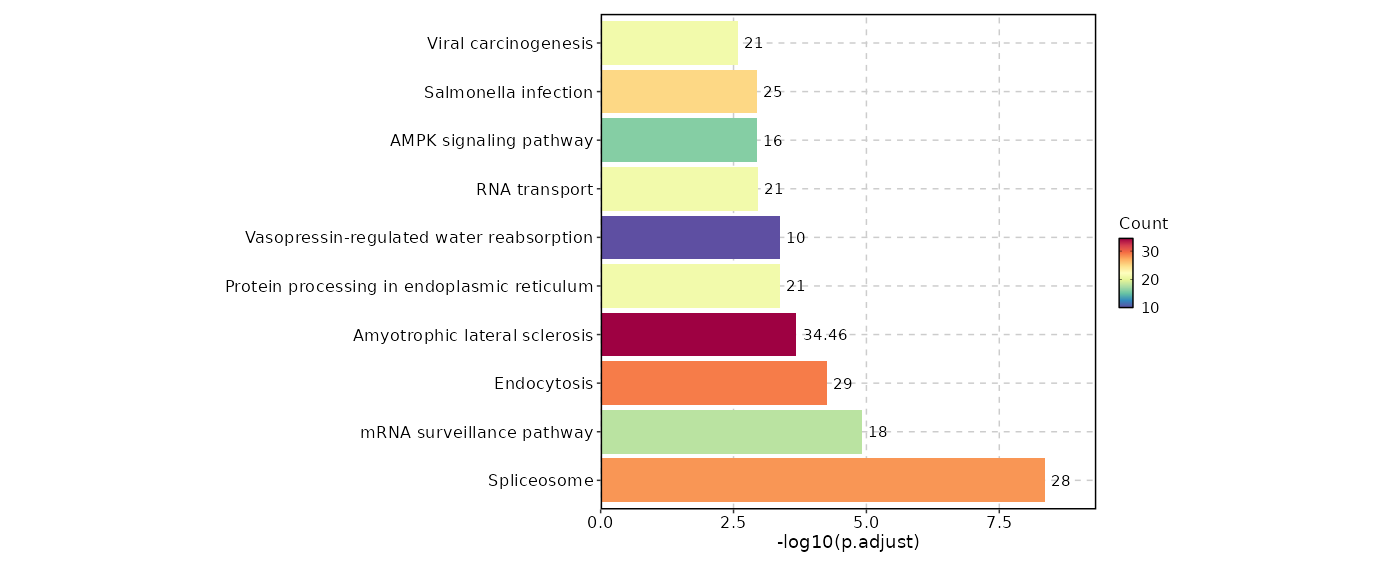 Viral carcinogenesis 21
Salmonella infection 25
AMPK signaling pathway 16
RNA transport 21
Vasopressin-regulated water reabsorption 10
Protein processing in endoplasmic reticulum 21
Amyotrophic lateral sclerosis 34.46
Endocytosis 29
mRNA surveillance pathway 18
Spliceosome 28
0.0 2.5 5.0 7.5
-log10(p.adjust)
Count
30
20
10